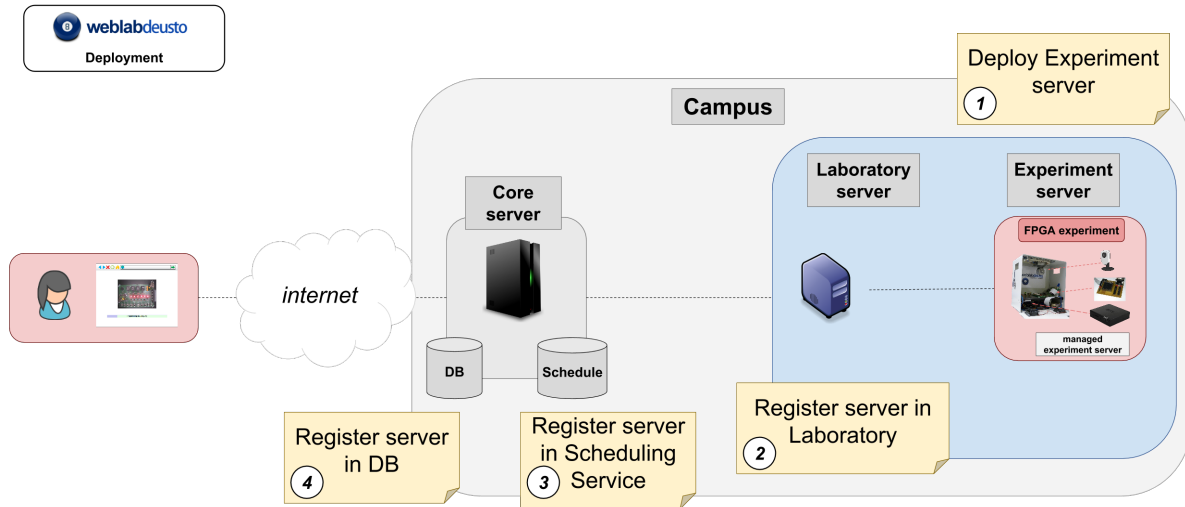 weblabdeusto
Deployment
Deploy Experiment
server
1
Campus
Laboratory
server
Experiment
server
Core
server
FPGA experiment
internet
managed
experiment server
DB
Schedule
Register server
in DB
4
Register server
in Scheduling
Service
3
Register server in
Laboratory
2